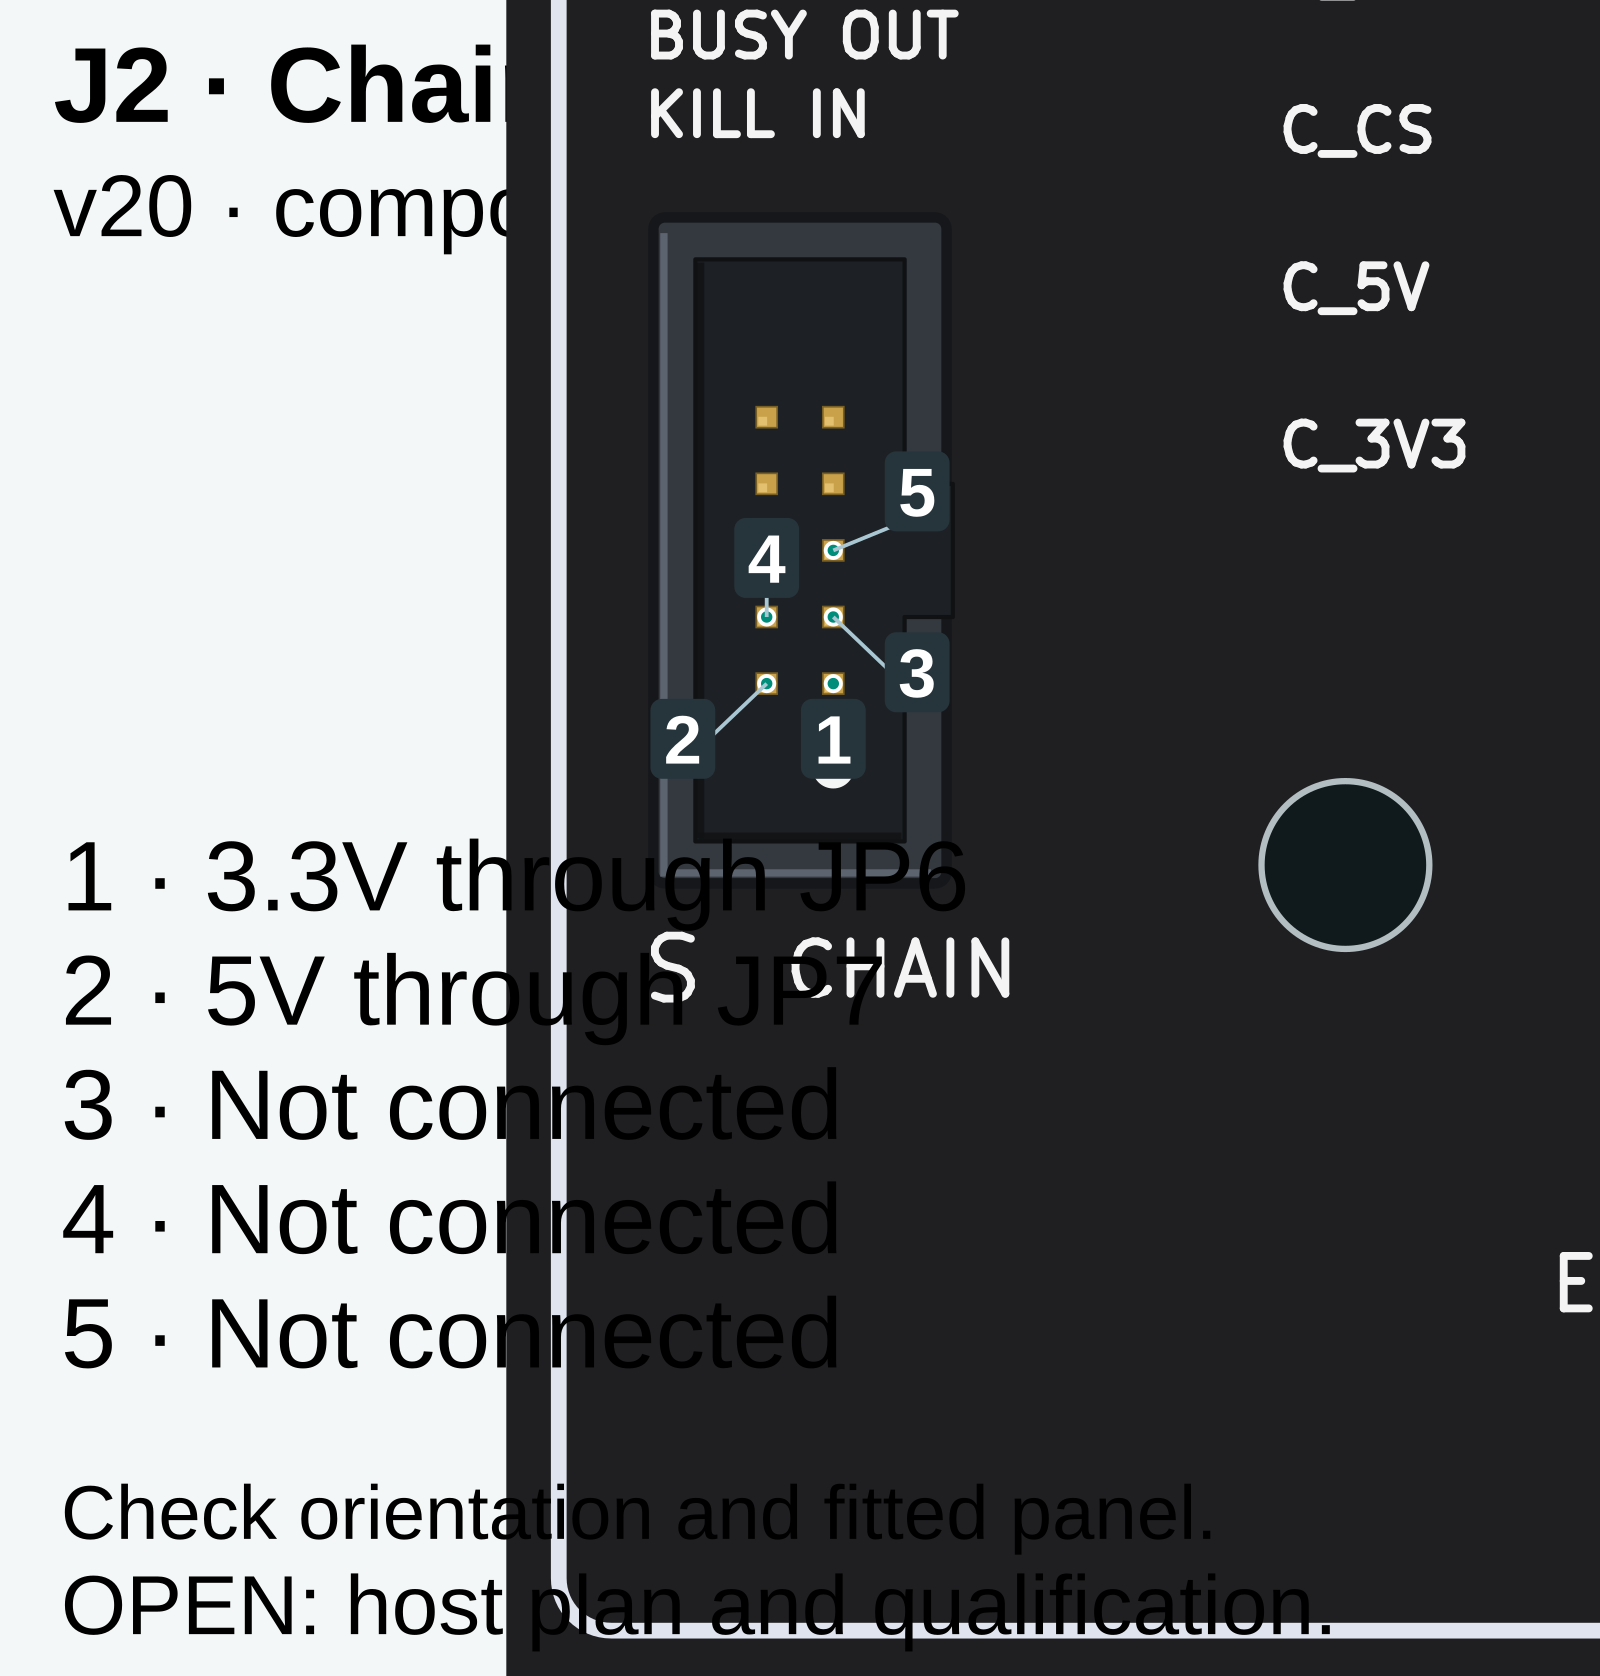 J2 · Chai
v20 · compo
BUSY OUT
KILL IN
C_CS
C_5V
C_3V3
5
4
3
2
1
1 · 3.3V through JP6
2 · 5V through JP7
S CHAIN
3 · Not connected
4 · Not connected
5 · Not connected
E
Check orientation and fitted panel.
OPEN: host plan and qualification.